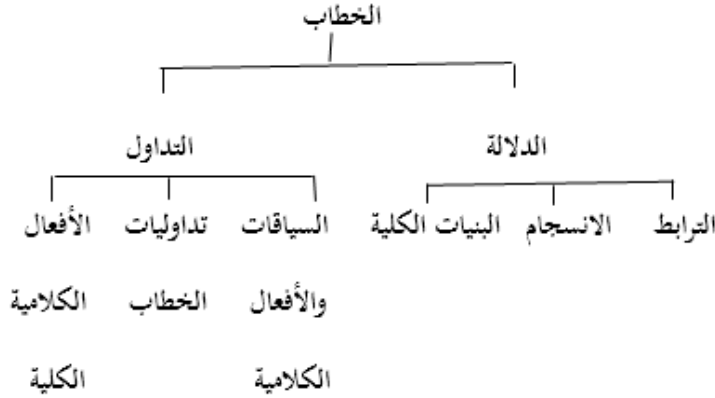 الخطاب
الدلالة التداول
الترابط الانسجام البنيات الكلية السياقات تداوليات الأفعال
والأفعال الخطاب الكلامية
الكلامية الكلية